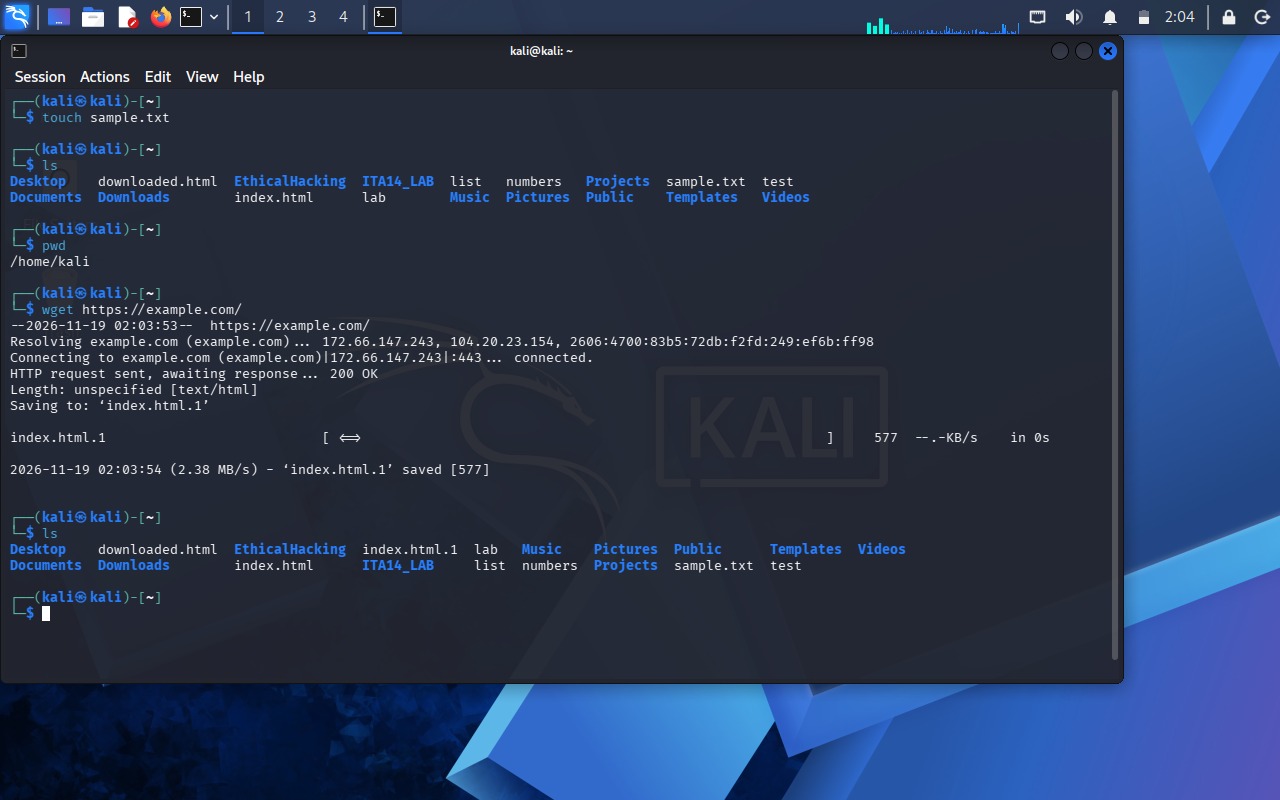 1 2 3 4 2:04
kali@kali: ~
Session Actions Edit View Help
┌──(kali㉿kali)-[~]
└─$ touch sample.txt
┌──(kali㉿kali)-[~]
└─$ ls
Desktop downloaded.html EthicalHacking ITA14_LAB list numbers Projects sample.txt test
Documents Downloads index.html lab Music Pictures Public Templates Videos
┌──(kali㉿kali)-[~]
└─$ pwd
/home/kali
┌──(kali㉿kali)-[~]
└─$ wget https://example.com/
--2026-11-19 02:03:53-- https://example.com/
Resolving example.com (example.com)... 172.66.147.243, 104.20.23.154, 2606:4700:83b5:72db:f2fd:249:ef6b:ff98
Connecting to example.com (example.com)|172.66.147.243|:443... connected.
HTTP request sent, awaiting response... 200 OK
Length: unspecified [text/html]
Saving to: ‘index.html.1’
index.html.1 [ <=> ] 577 --.-KB/s in 0s
2026-11-19 02:03:54 (2.38 MB/s) - ‘index.html.1’ saved [577]
┌──(kali㉿kali)-[~]
└─$ ls
Desktop downloaded.html EthicalHacking index.html.1 lab Music Pictures Public Templates Videos
Documents Downloads index.html ITA14_LAB list numbers Projects sample.txt test
┌──(kali㉿kali)-[~]
└─$
KALI